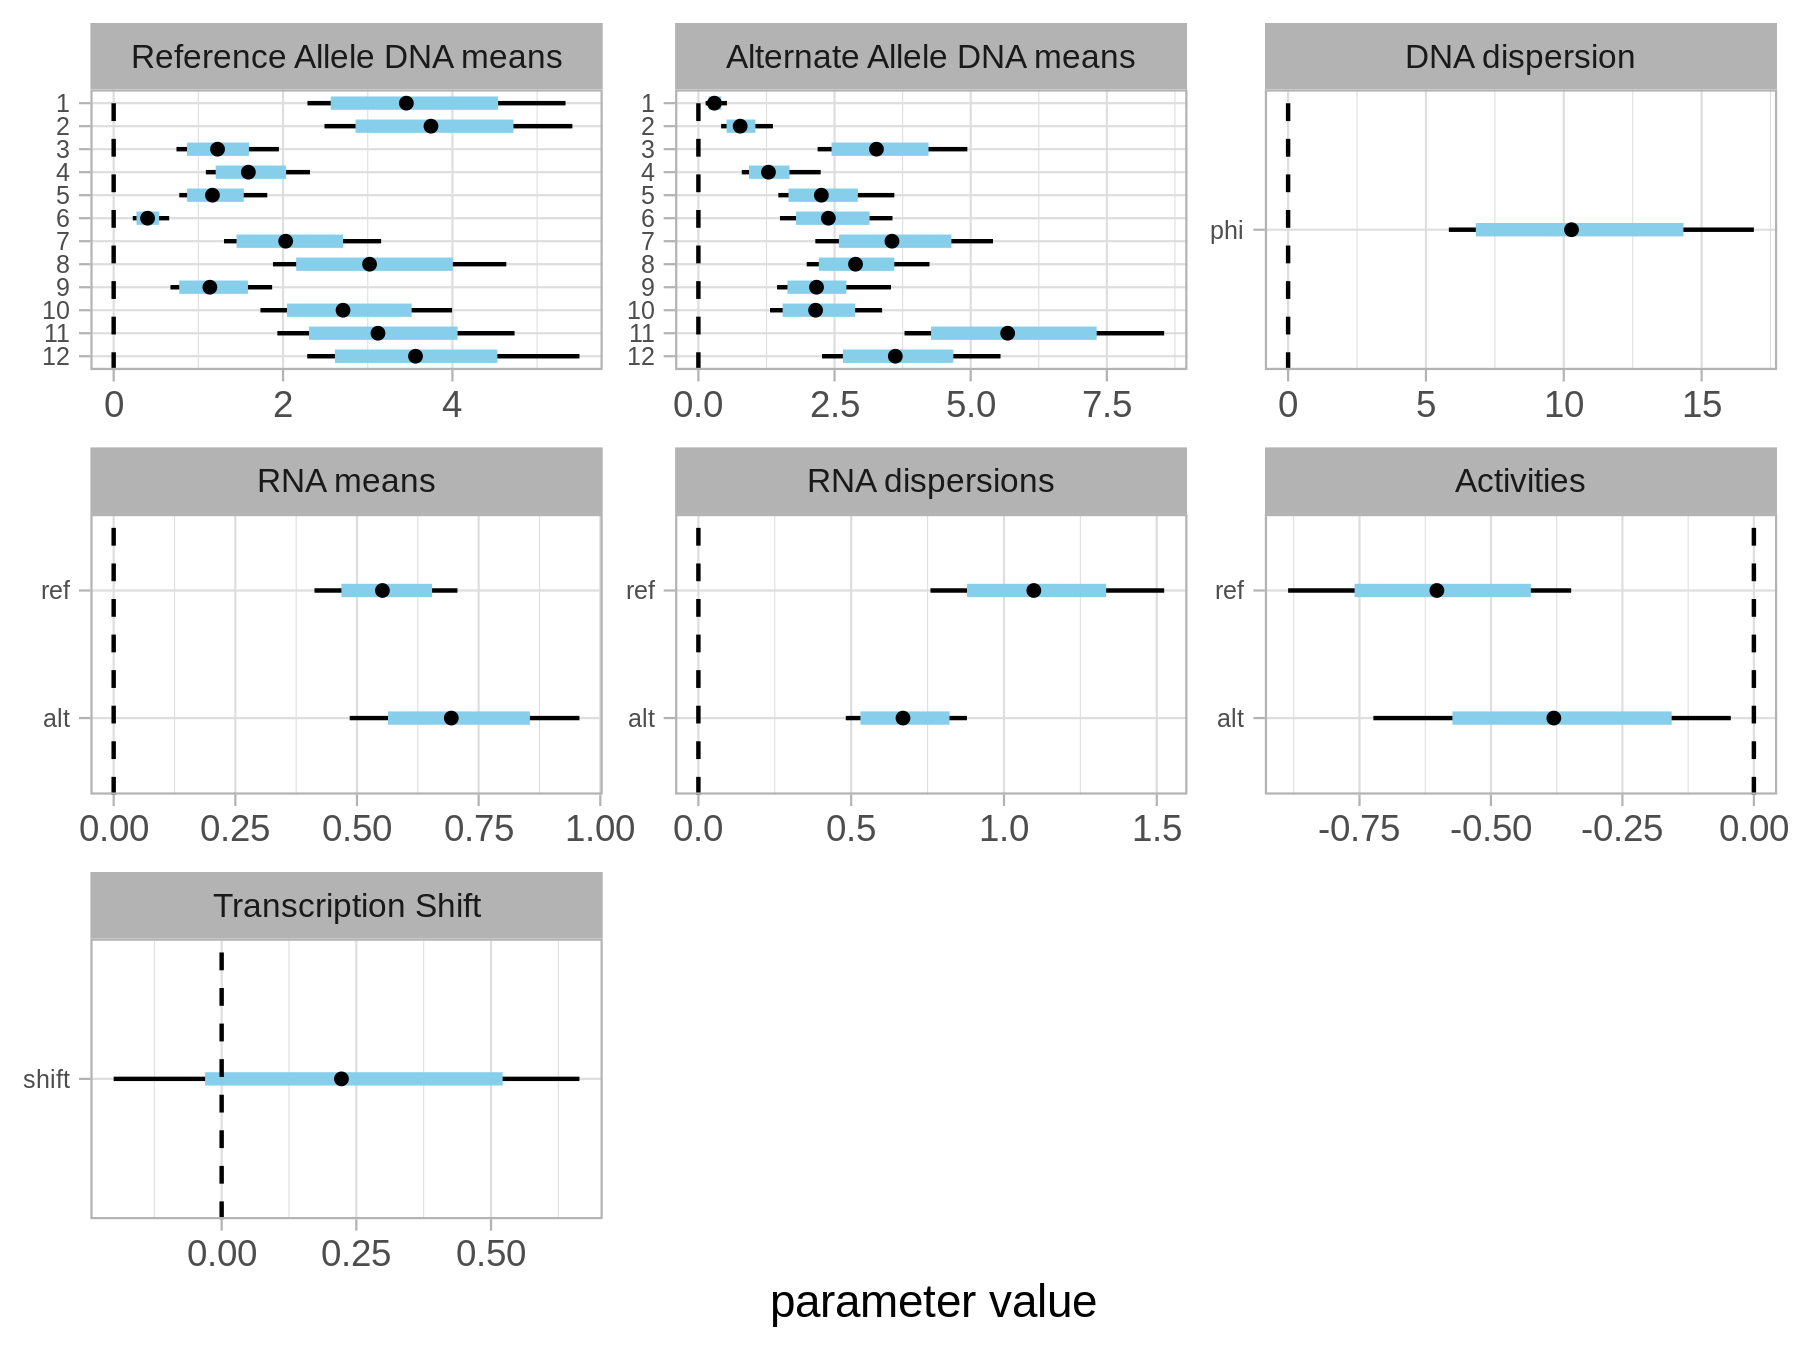 Reference Allele DNA means
1
2
3
4
5
6
7
8
9
10
11
12
0 2 4
Alternate Allele DNA means
1
2
3
4
5
6
7
8
9
10
11
12
0.0 2.5 5.0 7.5
DNA dispersion
phi
0 5 10 15
RNA means
ref
alt
0.00 0.25 0.50 0.75 1.00
RNA dispersions
ref
alt
0.0 0.5 1.0 1.5
Activities
ref
alt
-0.75 -0.50 -0.25 0.00
Transcription Shift
shift
0.00 0.25 0.50
parameter value